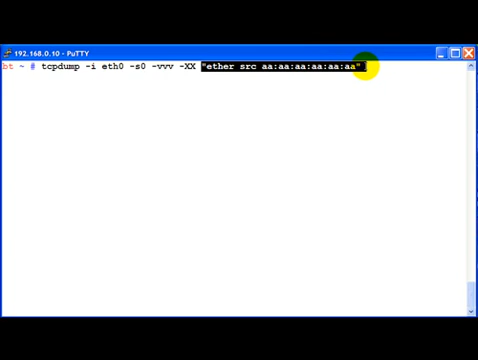 192.168.0.10 - PuTTY
bt ~ # tcpdump -i eth0 -s0 -vvv -XX "ether src aa:aa:aa:aa:aa:aa"